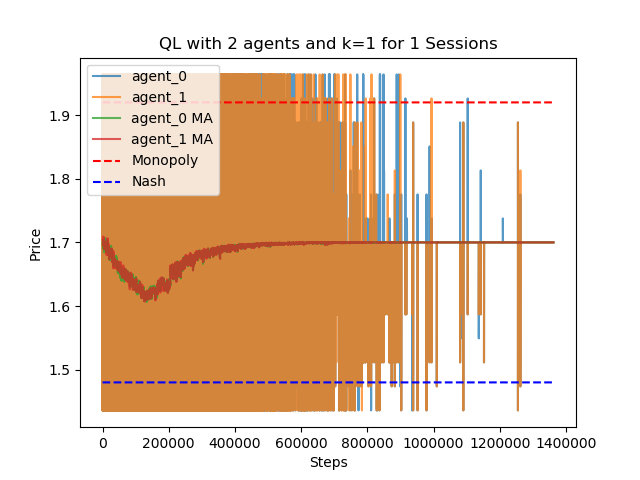 QL with 2 agents and k=1 for 1 Sessions
agent_0
agent_1
agent_0 MA
agent_1 MA
Monopoly
Nash
Price
1.9
1.8
1.7
1.6
1.5
0 200000 400000 600000 800000 1000000 1200000 1400000
Steps